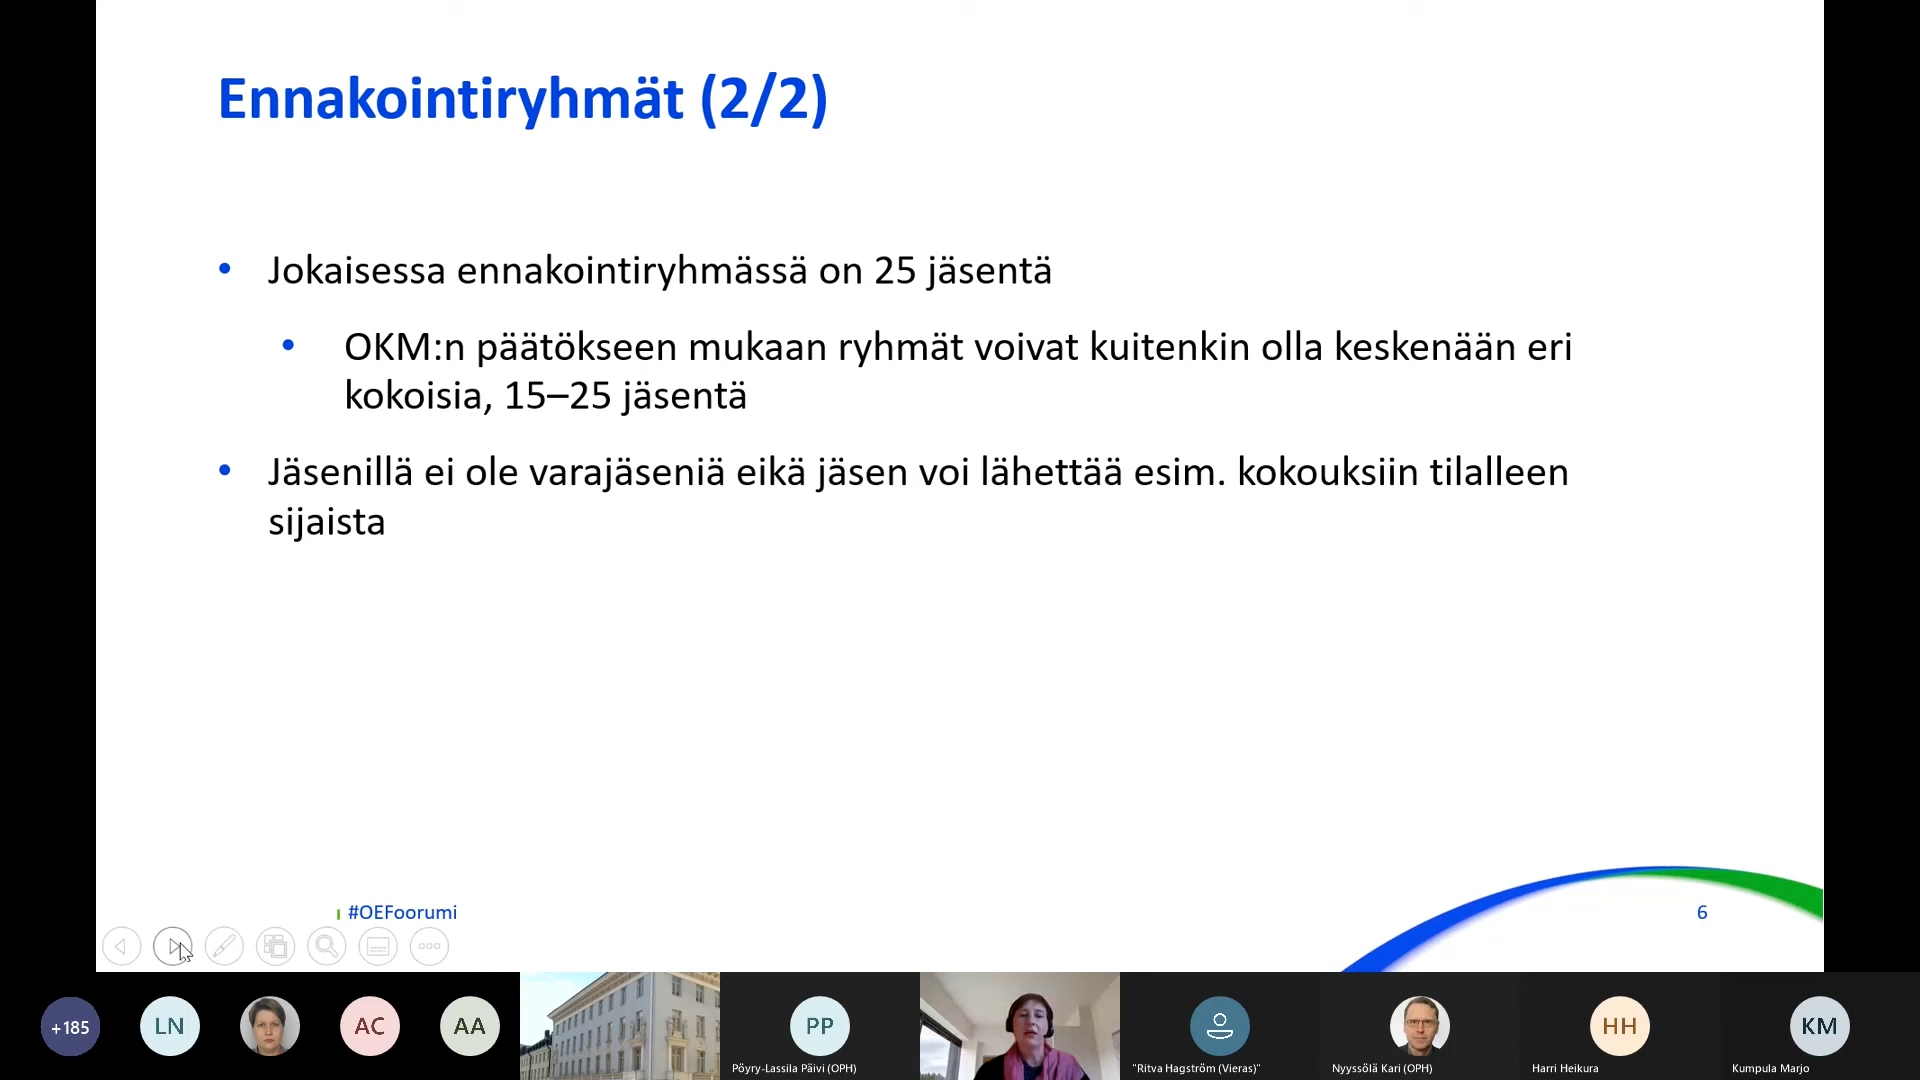 Ennakointiryhmät (2/2)
• Jokaisessa ennakointiryhmässä on 25 jäsentä
• OKM:n päätökseen mukaan ryhmät voivat kuitenkin olla keskenään eri
kokoisia, 15–25 jäsentä
• Jäsenillä ei ole varajäseniä eikä jäsen voi lähettää esim. kokouksiin tilalleen
sijaista
#OEFoorumi
6
+185
LN
AC
AA
PP
HH
KM
Pöyry-Lassila Päivi (OPH)
"Ritva Hagström (Vieras)"
Nyyssölä Kari (OPH)
Harri Heikura
Kumpula Marjo